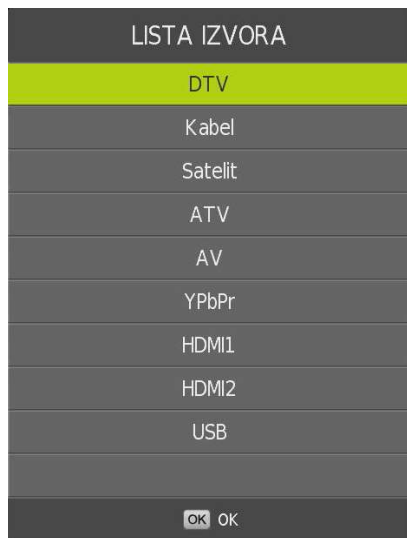 LISTA IZVORA
DTV
Kabel
Satelit
ATV
AV
YPbPr
HDMI1
HDMI2
USB
OK OK